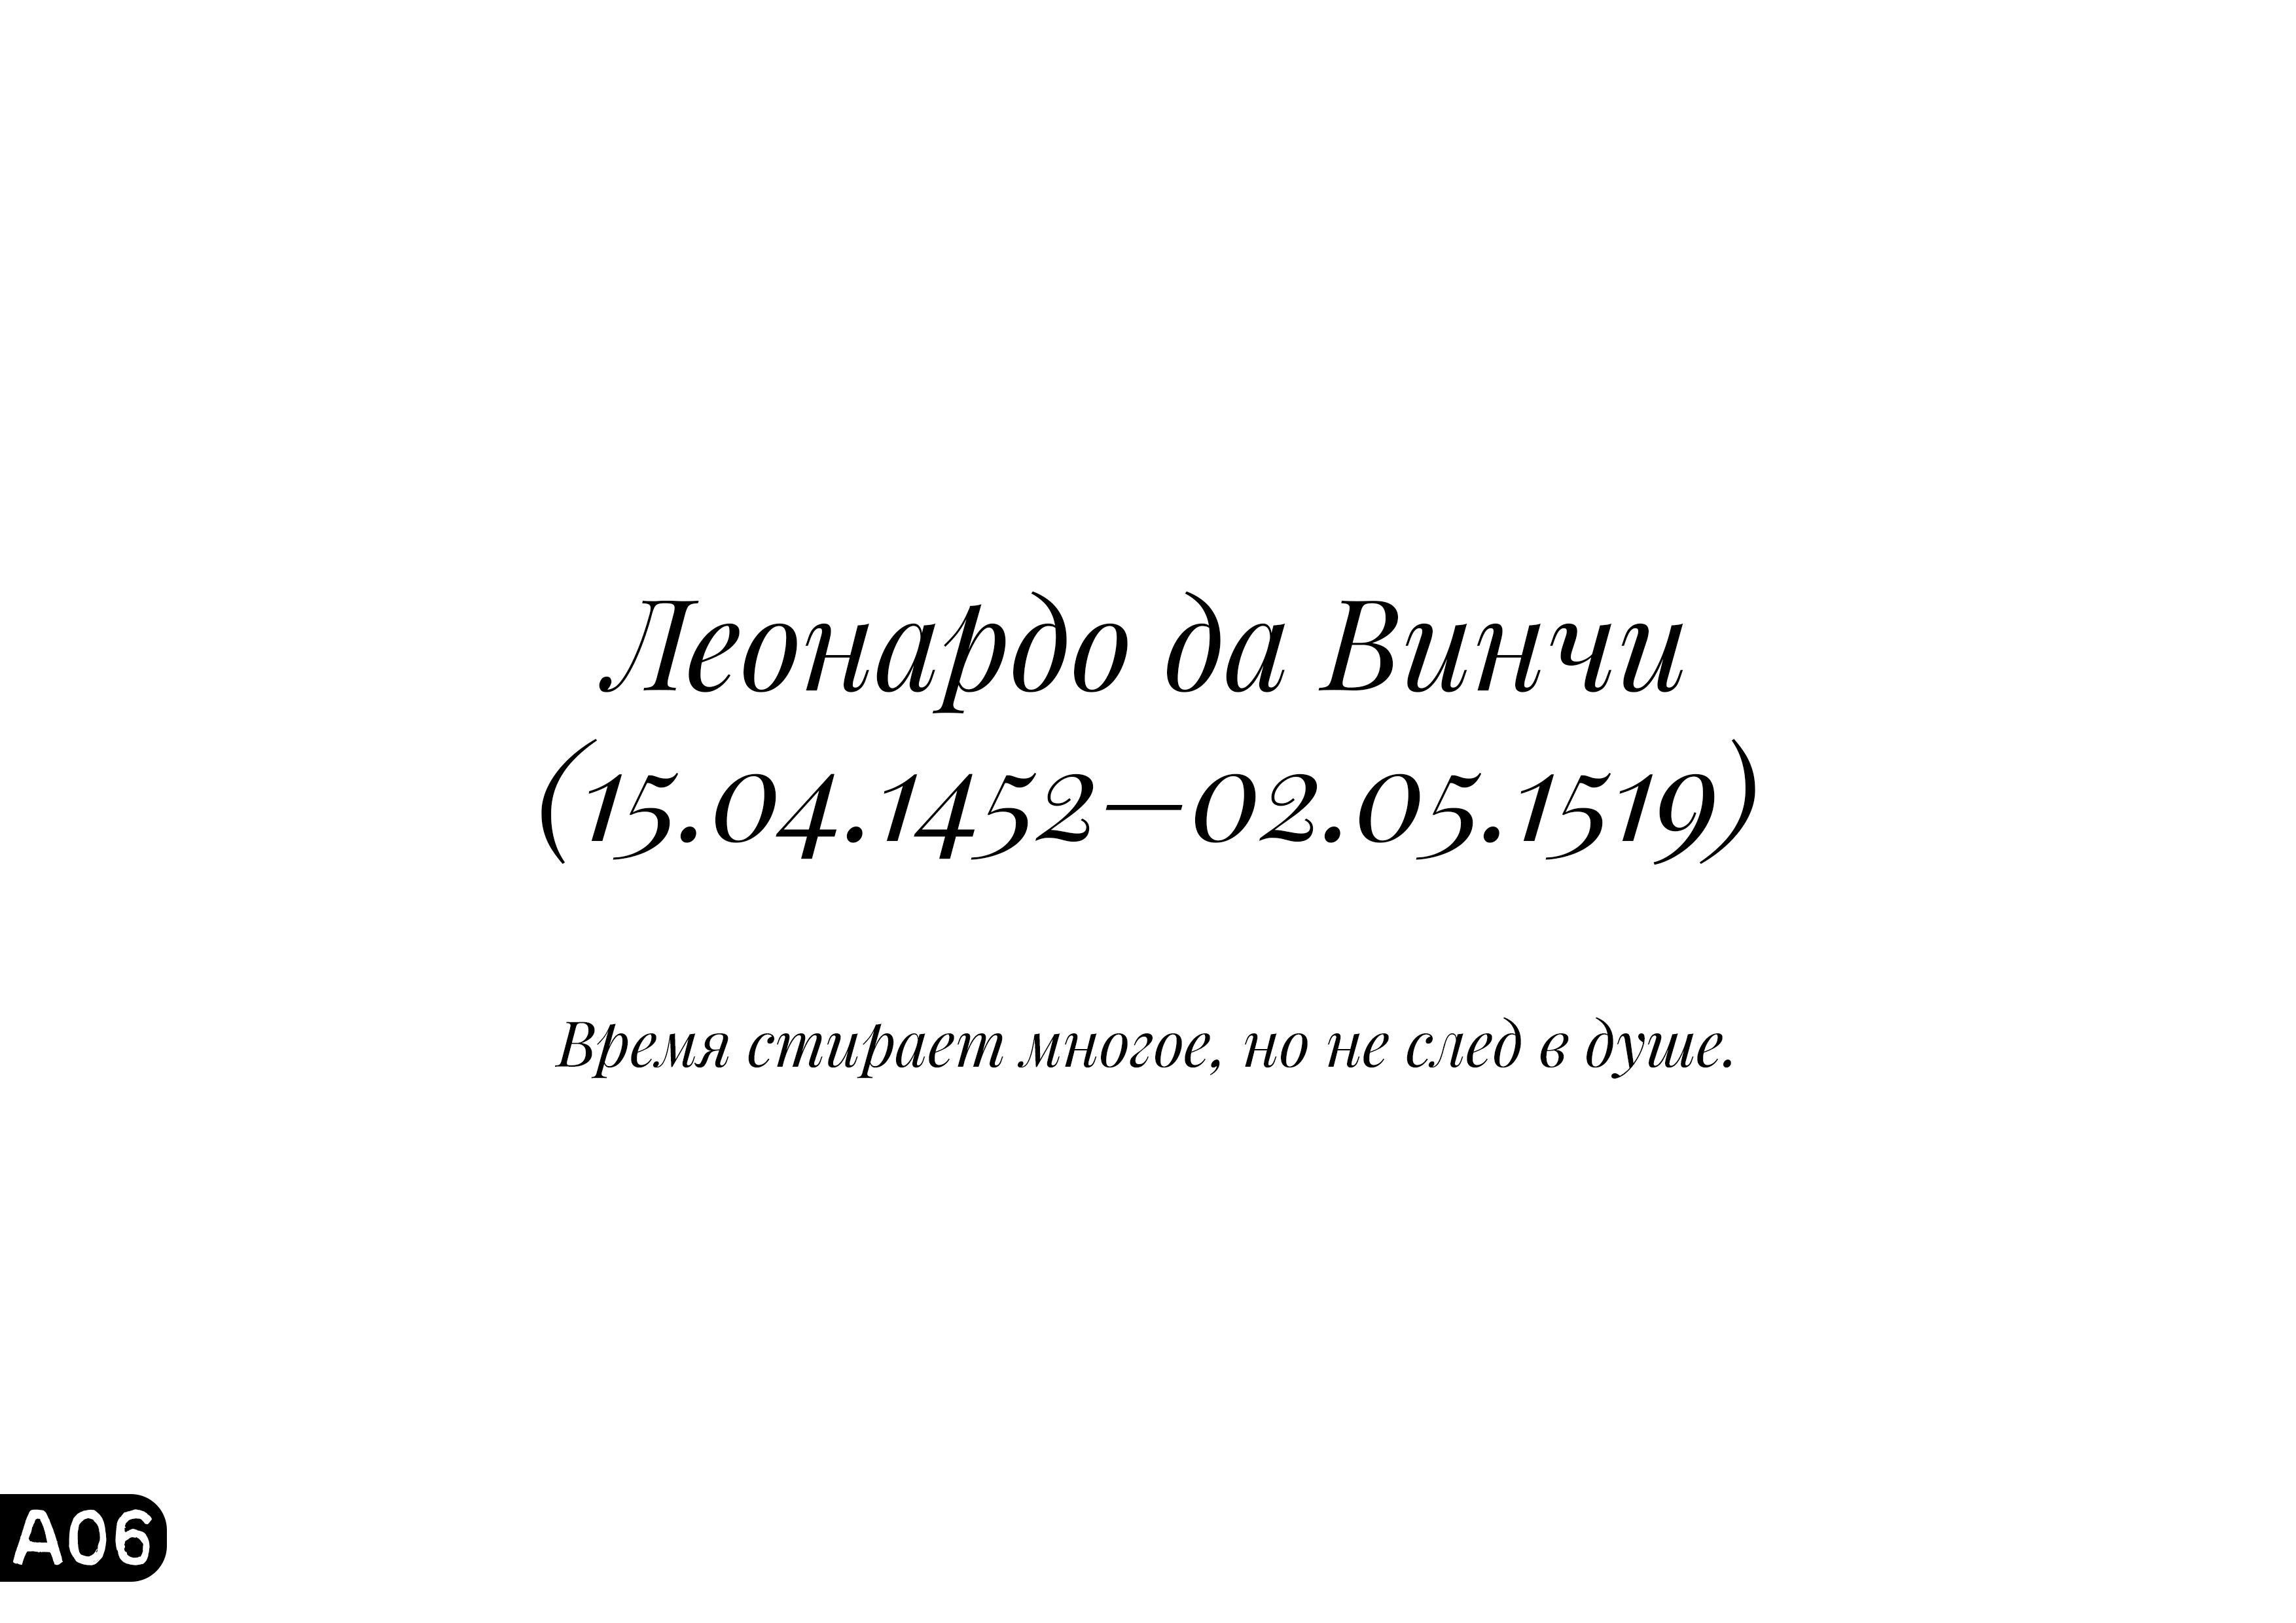 Леонардо да Винчи
(15.04.1452—02.05.1519)
Время стирает многое, но не след в душе.
A06